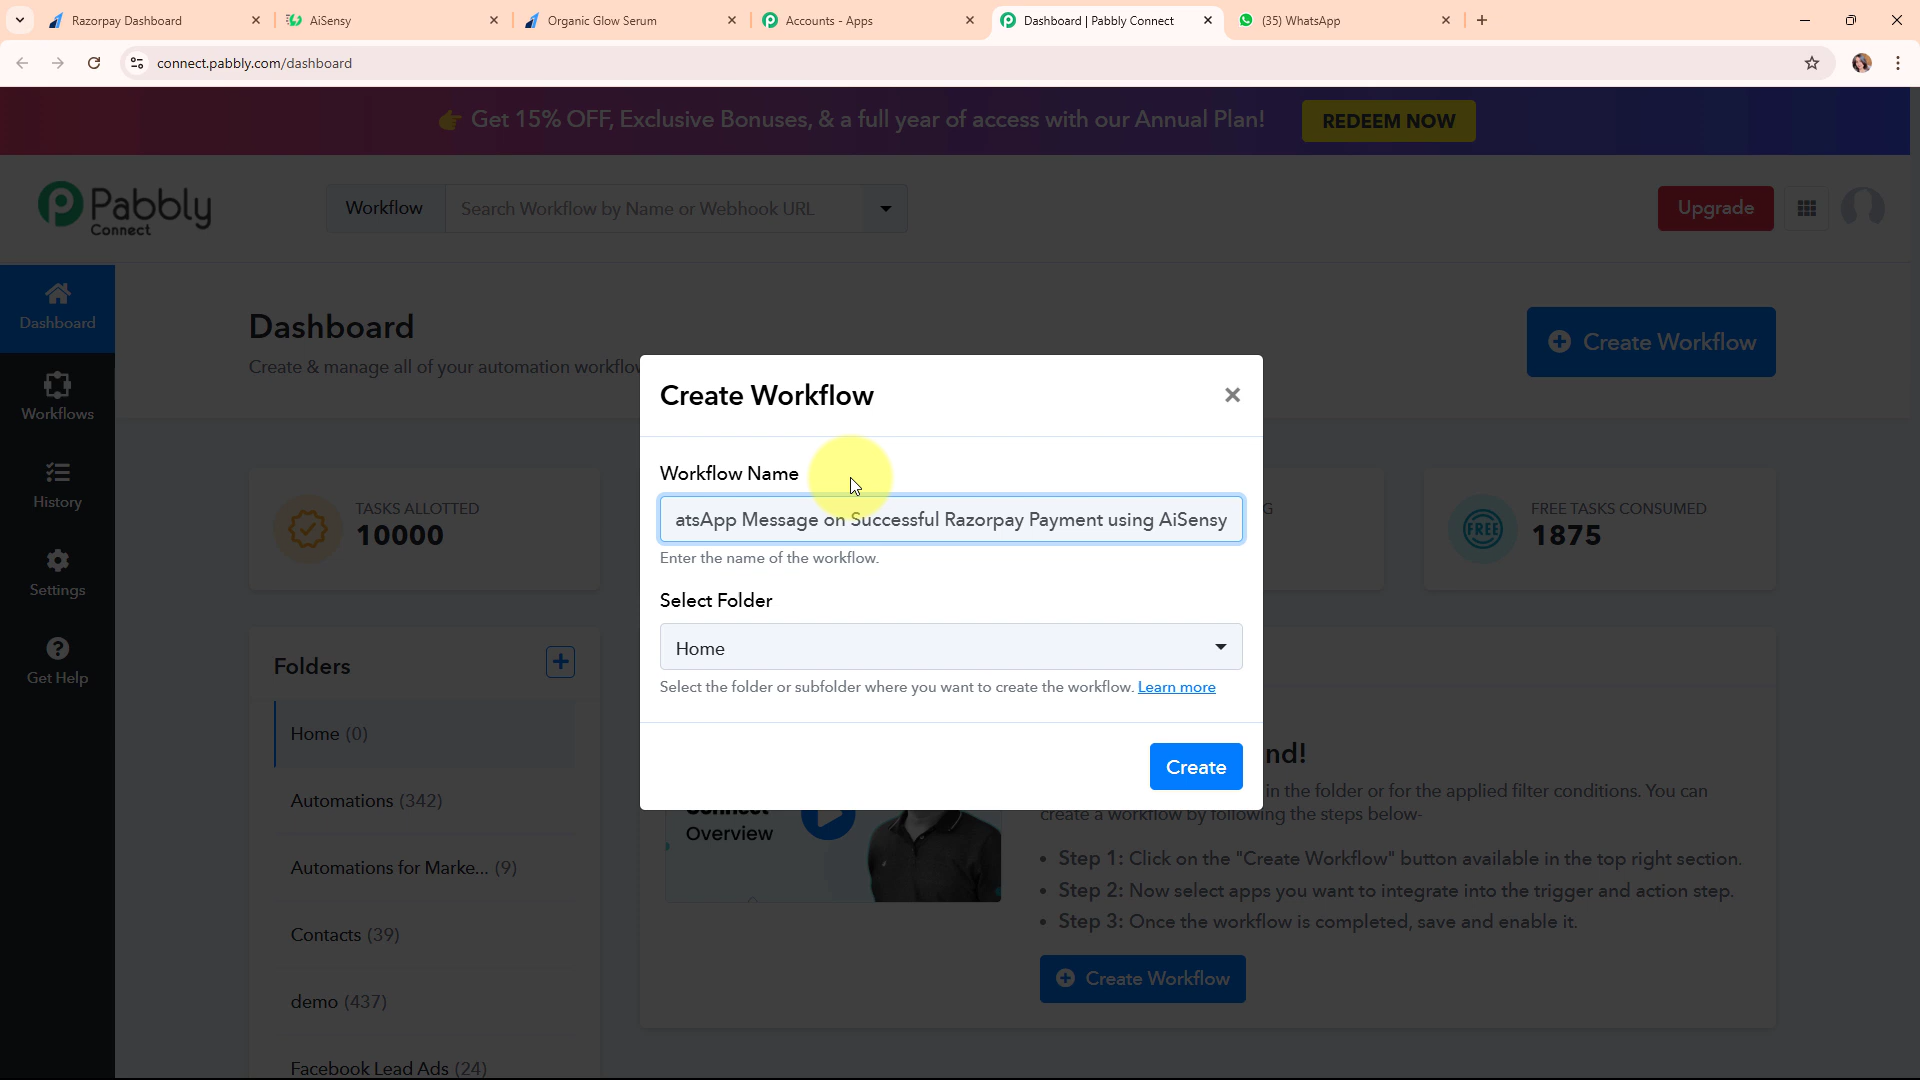 Razorpay Dashboard
AiSensy
Organic Glow Serum
Accounts - Apps
Dashboard | Pabbly Connect
(35) WhatsApp
connect.pabbly.com/dashboard
Get 15% OFF, Exclusive Bonuses, & a full year of access with our Annual Plan!
REDEEM NOW
Pabbly
Connect
Workflow
Search Workflow by Name or Webhook URL
Upgrade
Dashboard
Workflows
History
Settings
Get Help
Dashboard
Create & manage all of your automation workflo
Create Workflow
TASKS ALLOTTED
10000
G
FREE
FREE TASKS CONSUMED
1875
Folders
Home (0)
Automations (342)
Automations for Marke... (9)
Contacts (39)
demo (437)
Facebook Lead Ads (24)
Create Workflow
Workflow Name
atsApp Message on Successful Razorpay Payment using AiSensy
Enter the name of the workflow.
Select Folder
Home
Select the folder or subfolder where you want to create the workflow. Learn more
Create
Overview
nd!
in the folder or for the applied filter conditions. You can
create a workflow by following the steps below-
• Step 1: Click on the "Create Workflow" button available in the top right section.
• Step 2: Now select apps you want to integrate into the trigger and action step.
• Step 3: Once the workflow is completed, save and enable it.
Create Workflow